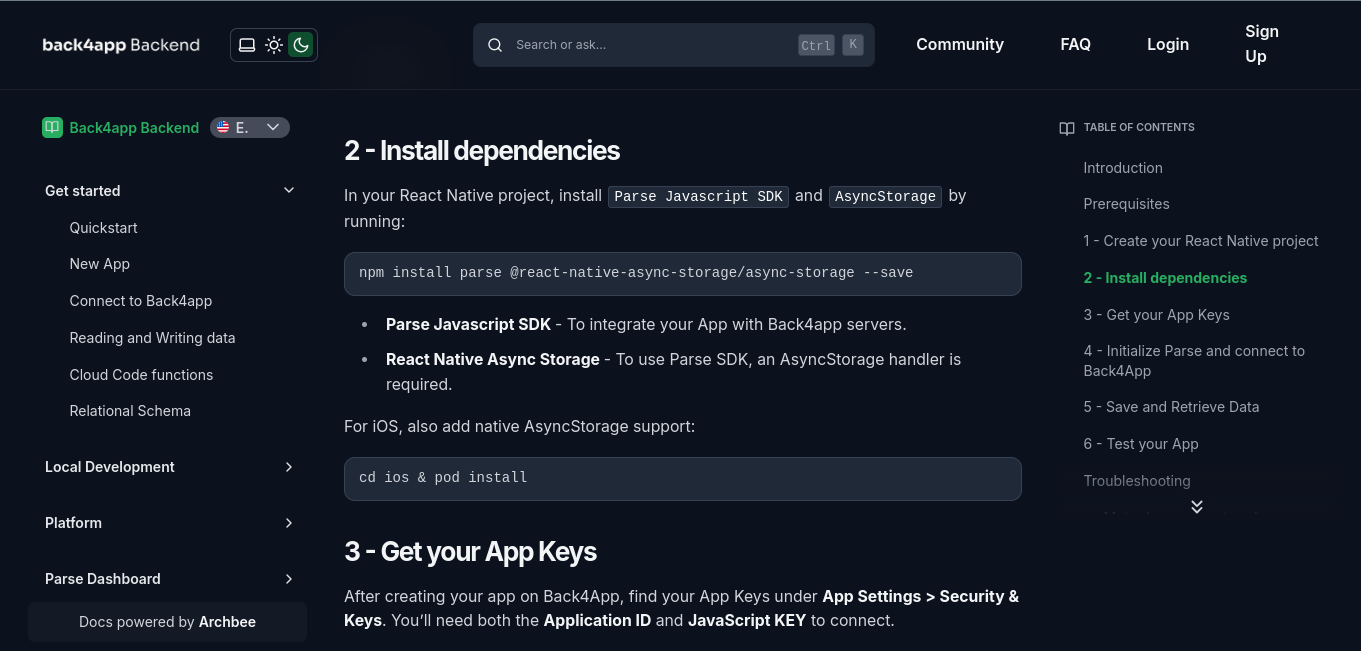 back4app Backend
Search or ask...
Ctrl K
Community
FAQ
Login
Sign
Up
Back4app Backend
E.
Get started
Quickstart
New App
Connect to Back4app
Reading and Writing data
Cloud Code functions
Relational Schema
Local Development
Platform
Parse Dashboard
Docs powered by Archbee
2 - Install dependencies
In your React Native project, install Parse Javascript SDK and AsyncStorage by
running:
npm install parse @react-native-async-storage/async-storage --save
• Parse Javascript SDK - To integrate your App with Back4app servers.
• React Native Async Storage - To use Parse SDK, an AsyncStorage handler is
required.
For iOS, also add native AsyncStorage support:
cd ios & pod install
3 - Get your App Keys
After creating your app on Back4App, find your App Keys under App Settings > Security &
Keys. You’ll need both the Application ID and JavaScript KEY to connect.
TABLE OF CONTENTS
Introduction
Prerequisites
1 - Create your React Native project
2 - Install dependencies
3 - Get your App Keys
4 - Initialize Parse and connect to
Back4App
5 - Save and Retrieve Data
6 - Test your App
Troubleshooting